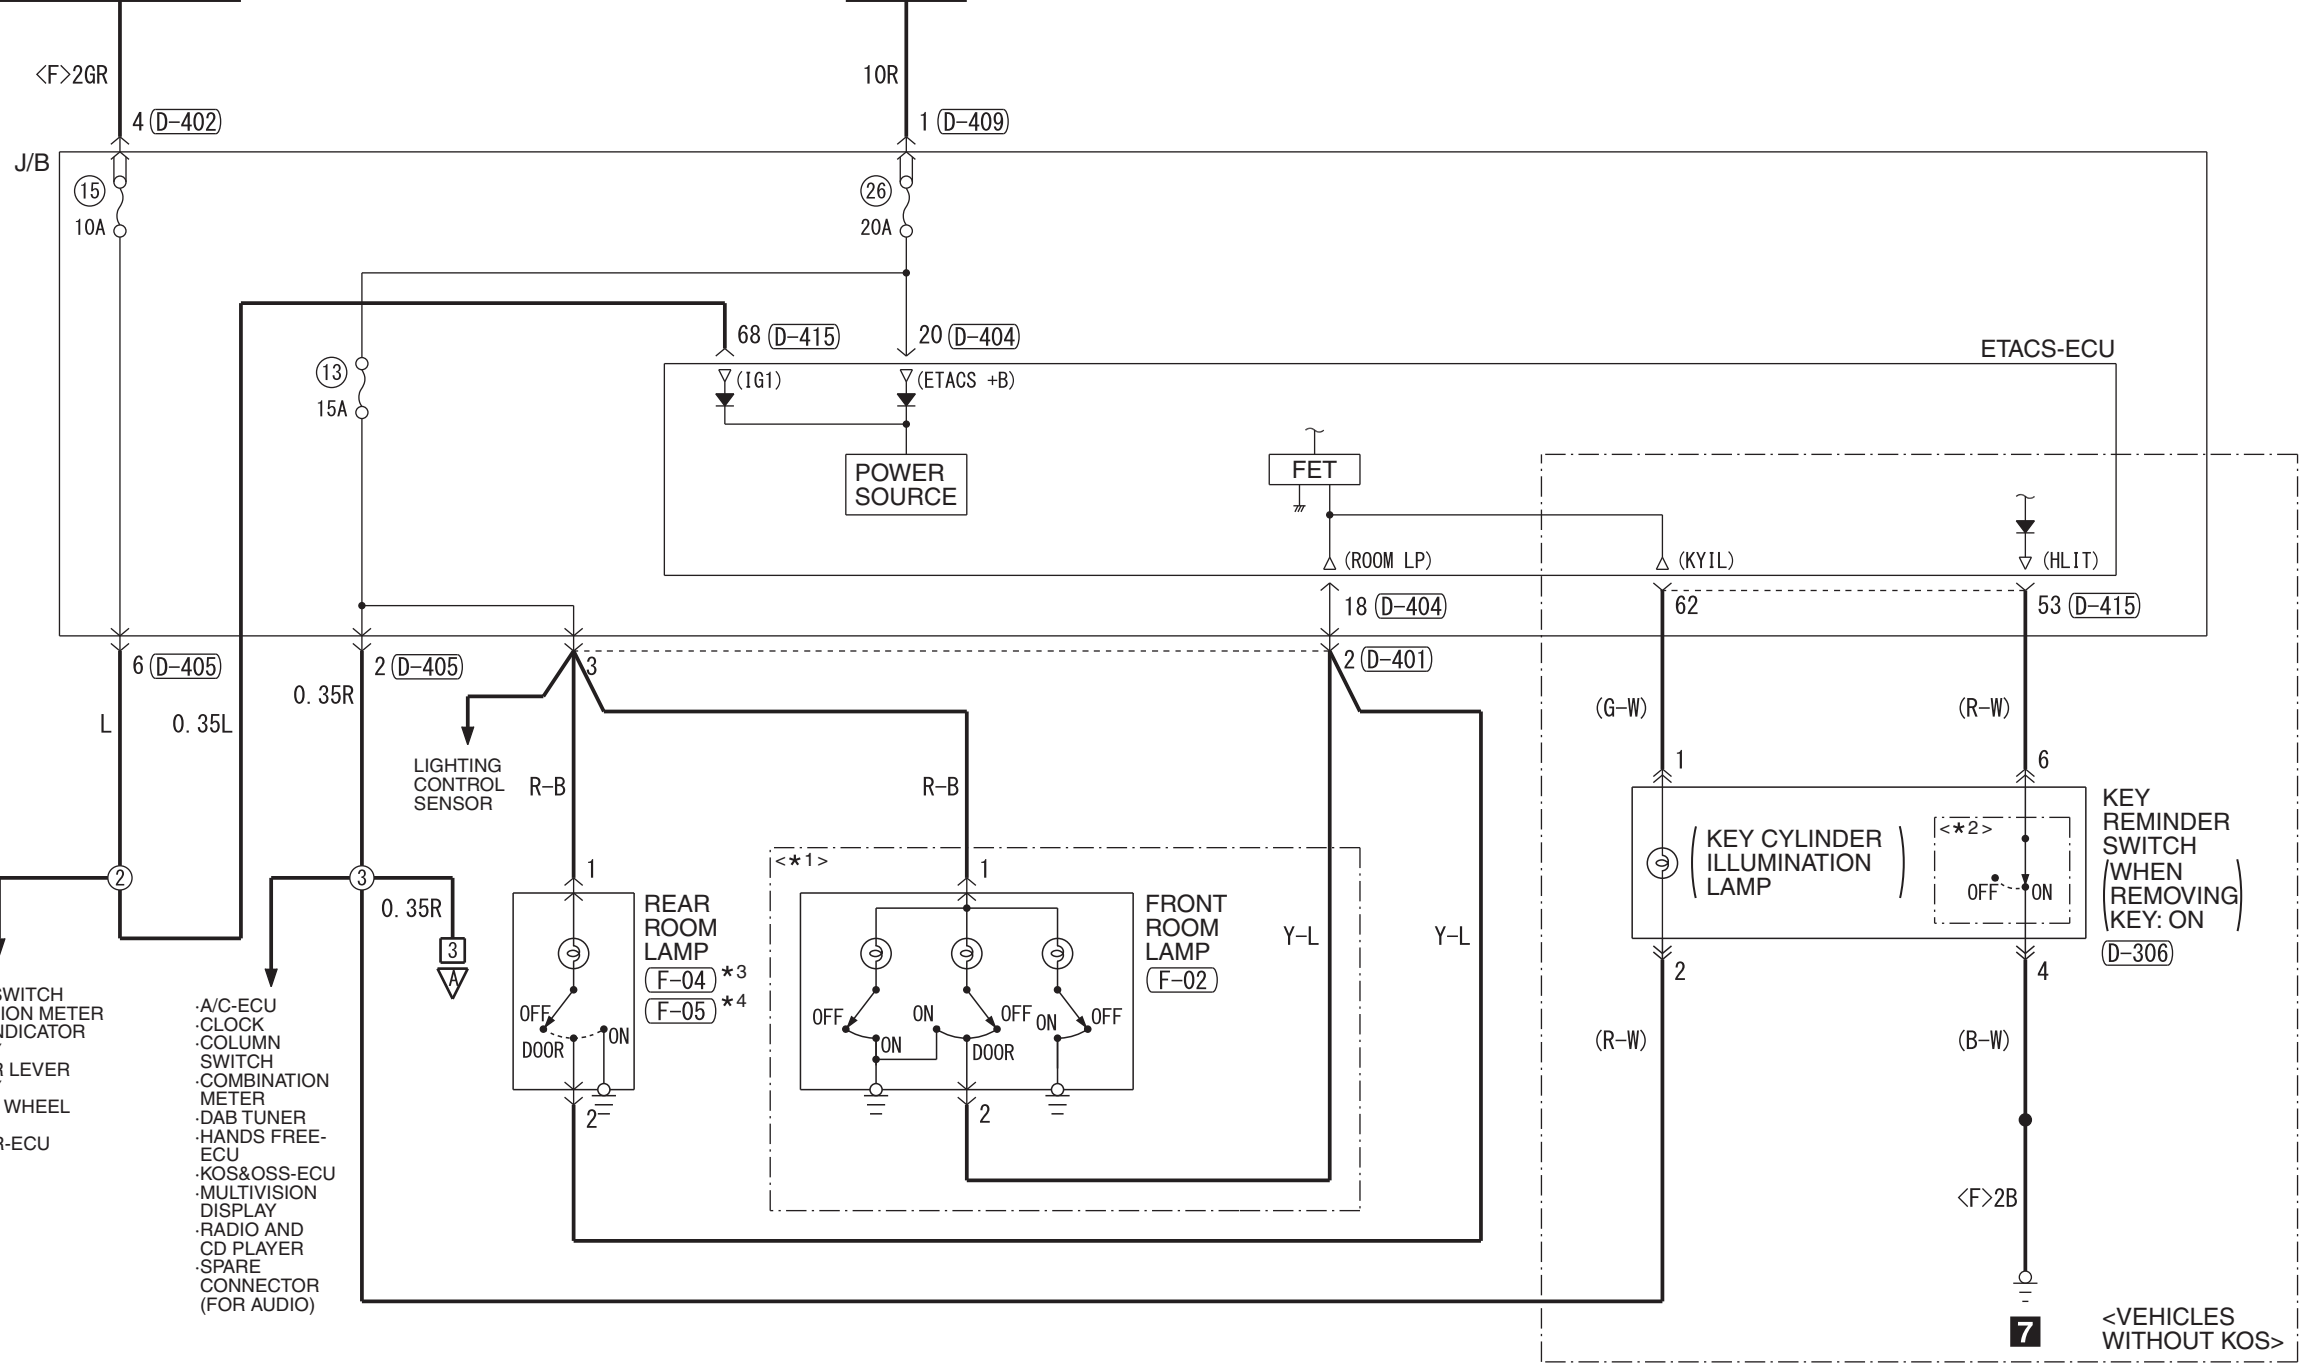 <F>2GR
10R
4 D-402
1 D-409
J/B
15
10A
26
20A
68 D-415
20 D-404
ETACS-ECU
13
15A
(IG1)
(ETACS +B)
POWER
SOURCE
FET
(ROOM LP)
(KYIL)
(HLIT)
18 D-404
62
53 D-415
6 D-405
2 D-405
3
2 D-401
0.35R
L
0.35L
(G-W)
(R-W)
LIGHTING
CONTROL
SENSOR
R-B
R-B
1
6
KEY
REMINDER
SWITCH
(WHEN
REMOVING
KEY: ON)
D-306
<*2>
OFF
ON
(KEY CYLINDER
ILLUMINATION
LAMP)
<*1>
1
1
2
3
0.35R
3
A
REAR
ROOM
LAMP
F-04 *3
F-05 *4
FRONT
ROOM
LAMP
F-02
Y-L
Y-L
2
4
OFF
DOOR
ON
OFF
ON
ON
OFF
DOOR
ON
OFF
2
2
(R-W)
(B-W)
SWITCH
ION METER
NDICATOR
R LEVER
WHEEL
R-ECU
·A/C-ECU
·CLOCK
·COLUMN
SWITCH
·COMBINATION
METER
·DAB TUNER
·HANDS FREE-
ECU
·KOS&OSS-ECU
·MULTIVISION
DISPLAY
·RADIO AND
CD PLAYER
·SPARE
CONNECTOR
(FOR AUDIO)
<F>2B
7
<VEHICLES
WITHOUT KOS>